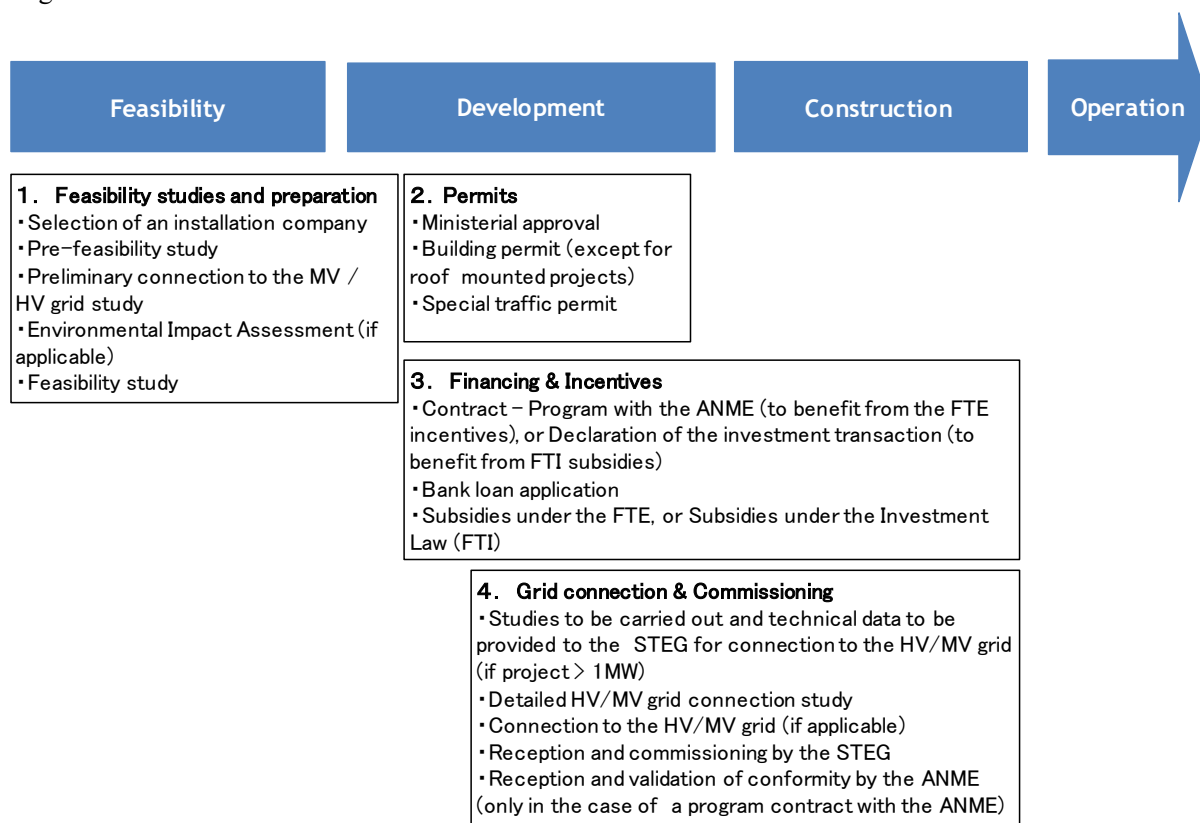 Feasibility
Development
Construction
Operation
1. Feasibility studies and preparation
・Selection of an installation company
・Pre-feasibility study
・Preliminary connection to the MV /
HV grid study
・Environmental Impact Assessment (if
applicable)
・Feasibility study
2. Permits
・Ministerial approval
・Building permit (except for
roof mounted projects)
・Special traffic permit
3. Financing & Incentives
・Contract – Program with the ANME (to benefit from the FTE
incentives), or Declaration of the investment transaction (to
benefit from FTI subsidies)
・Bank loan application
・Subsidies under the FTE, or Subsidies under the Investment
Law (FTI)
4. Grid connection & Commissioning
・Studies to be carried out and technical data to be
provided to the STEG for connection to the HV/MV grid
(if project > 1MW)
・Detailed HV/MV grid connection study
・Connection to the HV/MV grid (if applicable)
・Reception and commissioning by the STEG
・Reception and validation of conformity by the ANME
(only in the case of a program contract with the ANME)